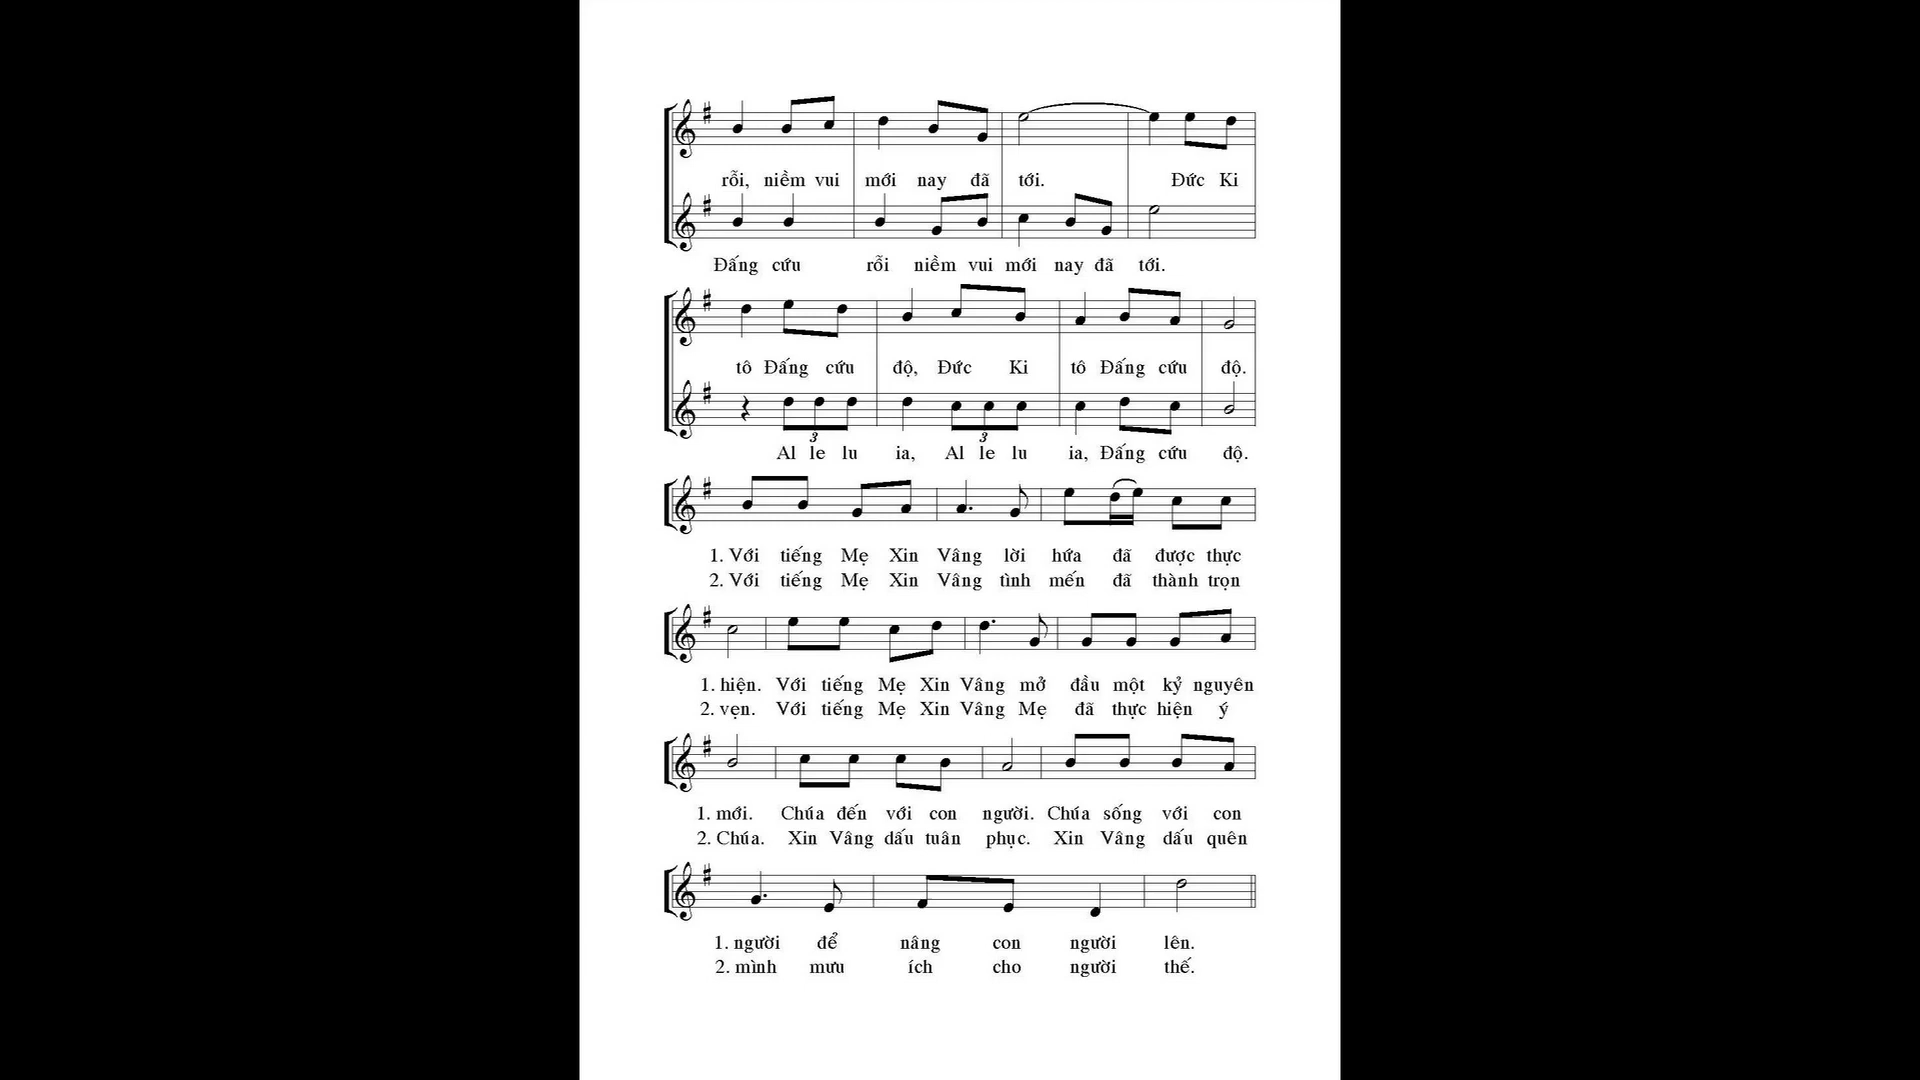 rỗi, niềm vui mới nay đã tới. Đức Ki
Đấng cứu rỗi niềm vui mới nay đã tới.
tô Đấng cứu độ, Đức Ki tô Đấng cứu độ.
3 3
Al le lu ia, Al le lu ia, Đấng cứu độ.
1. Với tiếng Mẹ Xin Vâng lời hứa đã được thực
2. Với tiếng Mẹ Xin Vâng tình mến đã thành trọn
1. hiện. Với tiếng Mẹ Xin Vâng mở đầu một kỷ nguyên
2. vẹn. Với tiếng Mẹ Xin Vâng Mẹ đã thực hiện ý
1. mới. Chúa đến với con người. Chúa sống với con
2. Chúa. Xin Vâng dấu tuân phục. Xin Vâng dấu quên
1. người để nâng con người lên.
2. mình mưu ích cho người thế.